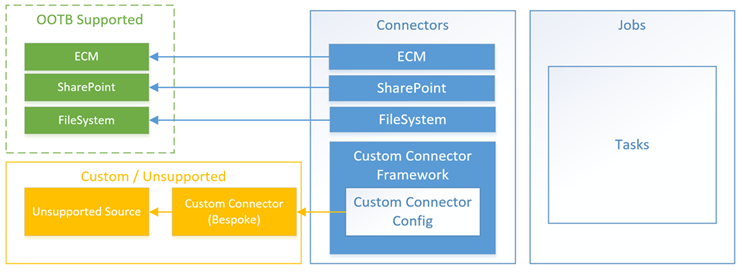 OOTB Supported
ECM
SharePoint
FileSystem
Custom / Unsupported
Unsupported Source
Custom Connector
(Bespoke)
Connectors
ECM
SharePoint
FileSystem
Custom Connector
Framework
Custom Connector
Config
Jobs
Tasks